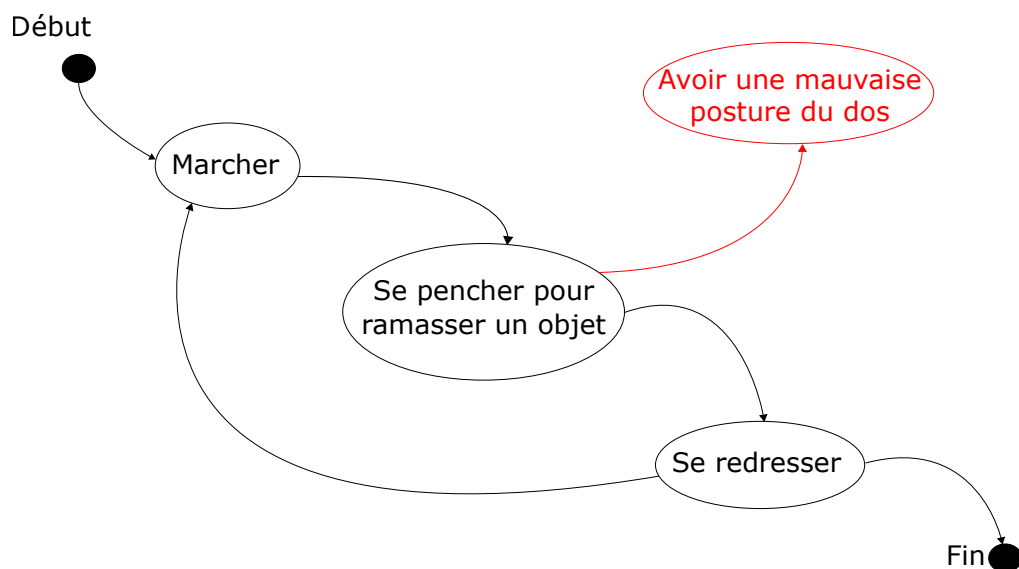 Début
Avoir une mauvaise
posture du dos
Marcher
Se pencher pour
ramasser un objet
Se redresser
Fin